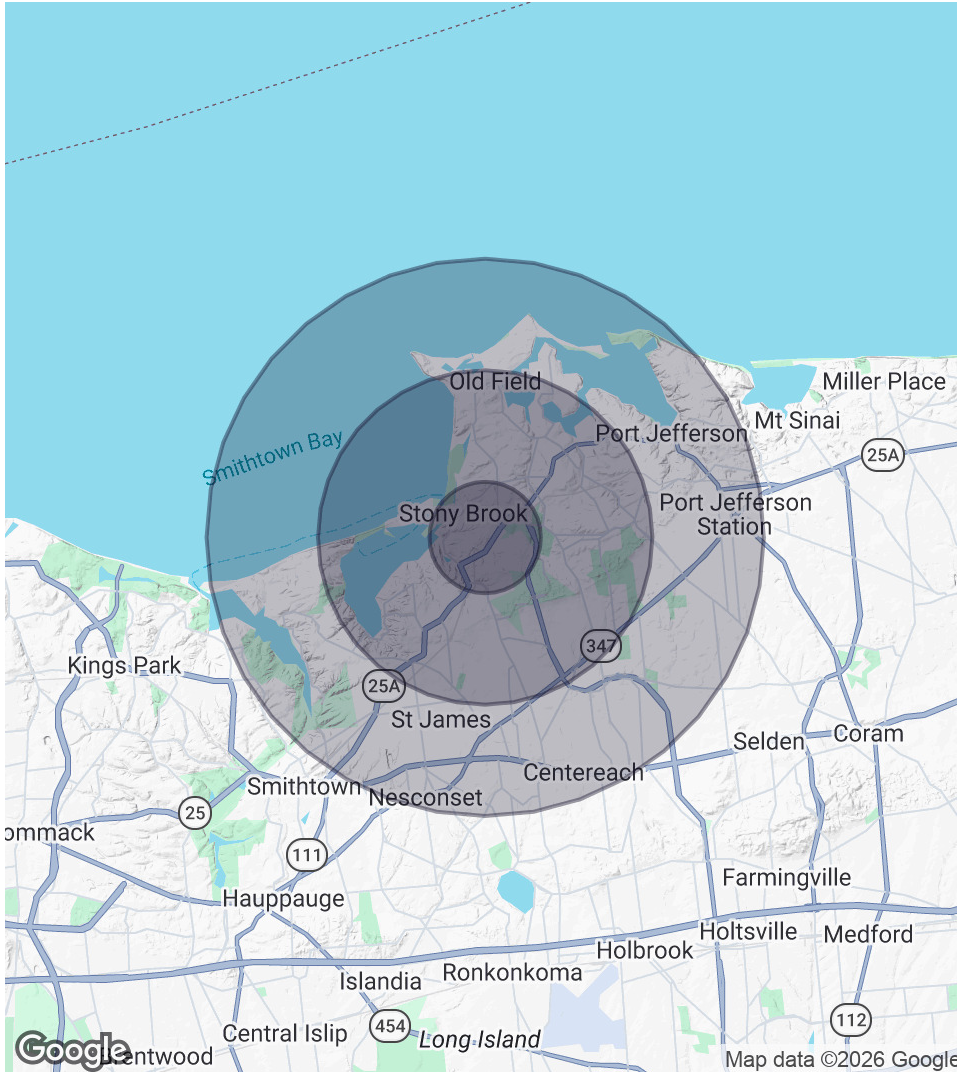 Old Field
Miller Place
Mt Sinai
Smithtown Bay
Port Jefferson
25A
Stony Brook
Port Jefferson
Station
347
Kings Park
25A
St James
Selden
Coram
Centereach
Smithtown
Nesconset
25
ommack
111
Farmingville
Hauppauge
Holtsville
Medford
Holbrook
Ronkonkoma
Islandia
112
454
Central Islip
Long Island
Google
Brentwood
Map data ©2026 Google